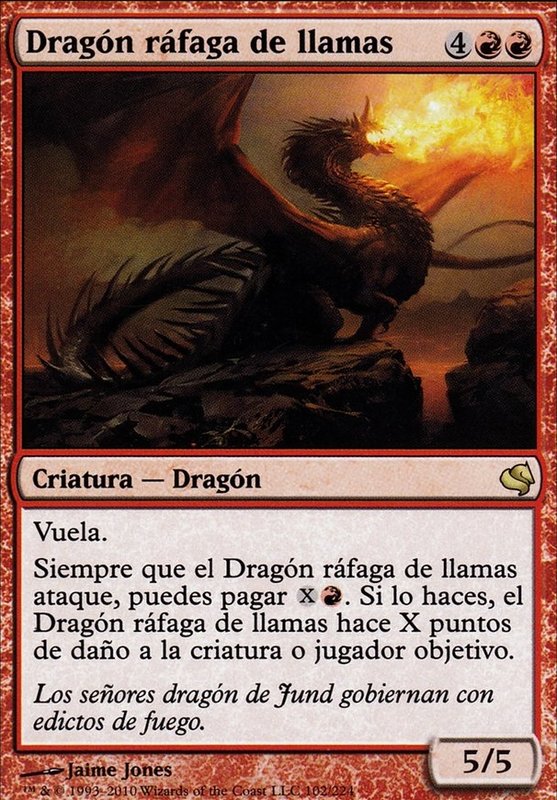 Dragón ráfaga de llamas 4
Criatura — Dragón
Vuela.
Siempre que el Dragón ráfaga de llamas
ataque, puedes pagar X. Si lo haces, el
Dragón ráfaga de llamas hace X puntos
de daño a la criatura o jugador objetivo.
Los señores dragón de Jund gobiernan con
edictos de fuego.
5/5
Jaime Jones
™ & © 1993–2010 Wizards of the Coast LLC 102/224